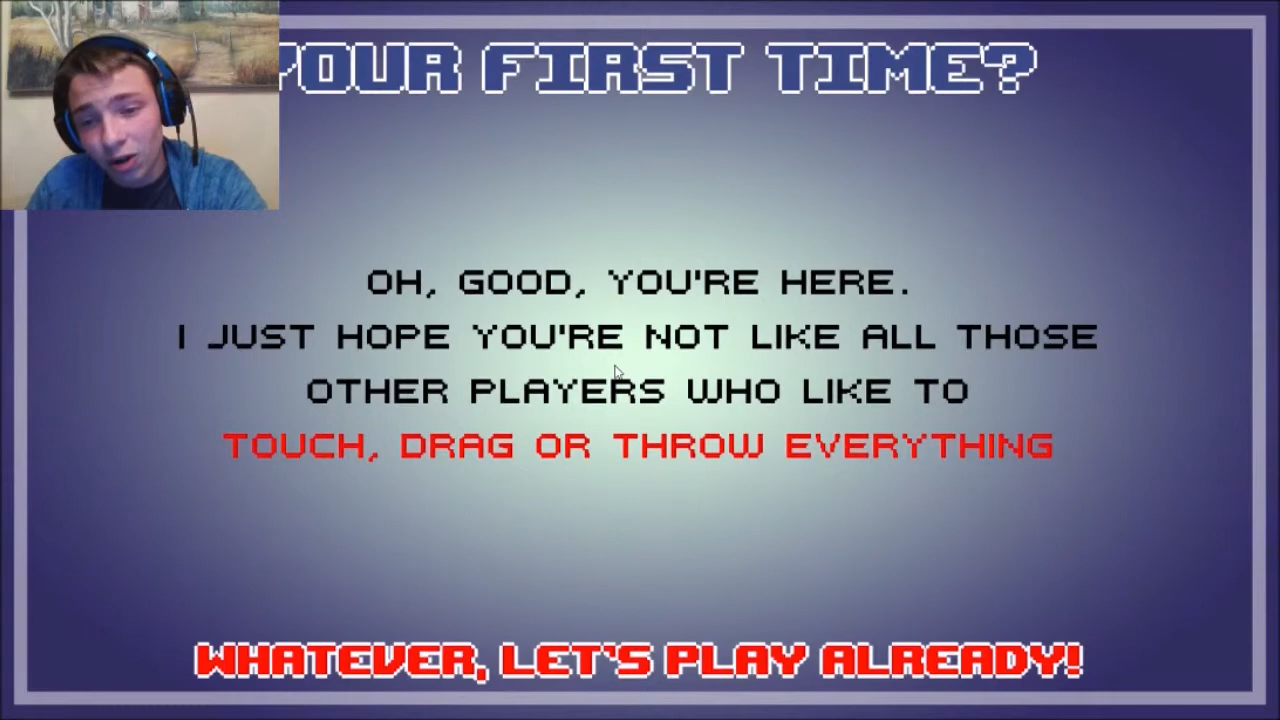 YOUR FIRST TIME?
OH, GOOD, YOU'RE HERE.
I JUST HOPE YOU'RE NOT LIKE ALL THOSE
OTHER PLAYERS WHO LIKE TO
TOUCH, DRAG OR THROW EVERYTHING
WHATEVER, LET'S PLAY ALREADY!